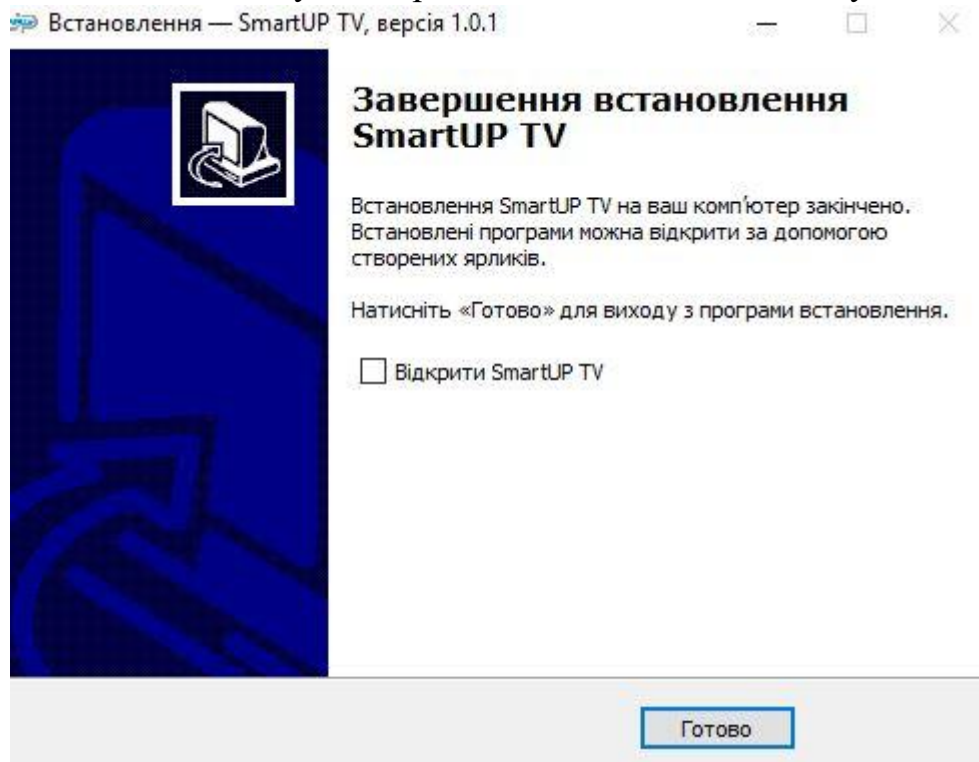 Встановлення — SmartUP TV, версія 1.0.1
Завершення встановлення
SmartUP TV
Встановлення SmartUP TV на ваш комп'ютер закінчено.
Встановлені програми можна відкрити за допомогою
створених ярликів.
Натисніть «Готово» для виходу з програми встановлення.
Відкрити SmartUP TV
Готово